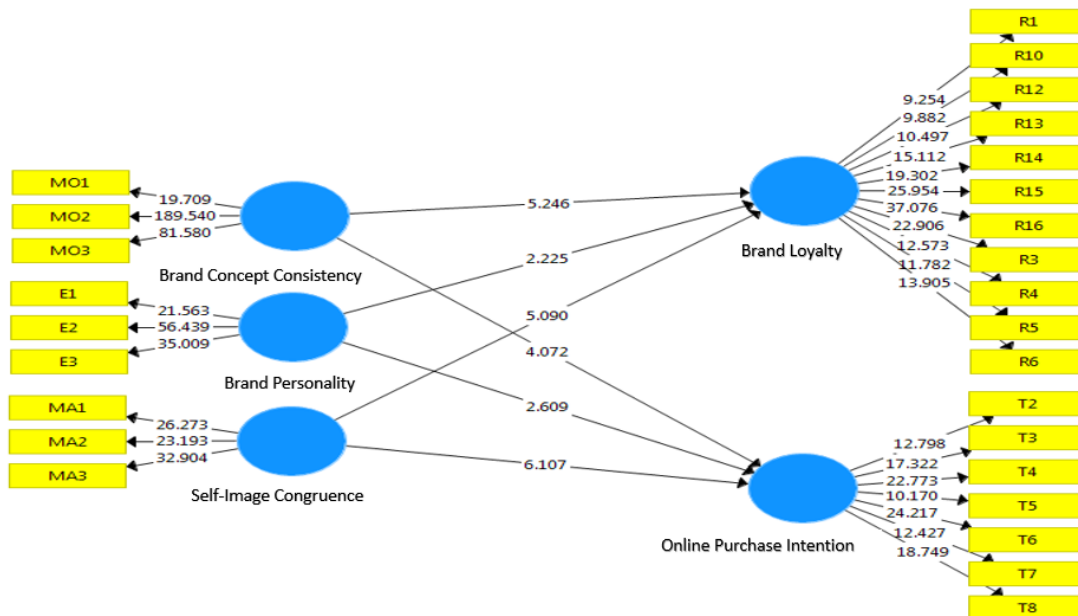 MO1
MO2
MO3
19.709
189.540
81.580
Brand Concept Consistency
E1
E2
E3
21.563
56.439
35.009
Brand Personality
MA1
MA2
MA3
26.273
23.193
32.904
Self-Image Congruence
5.246
2.225
5.090
4.072
2.609
6.107
Brand Loyalty
9.254
9.882
10.497
15.112
19.302
25.954
37.076
22.906
12.573
11.782
13.905
R1
R10
R12
R13
R14
R15
R16
R3
R4
R5
R6
Online Purchase Intention
12.798
17.322
22.773
10.170
24.217
12.427
18.749
T2
T3
T4
T5
T6
T7
T8